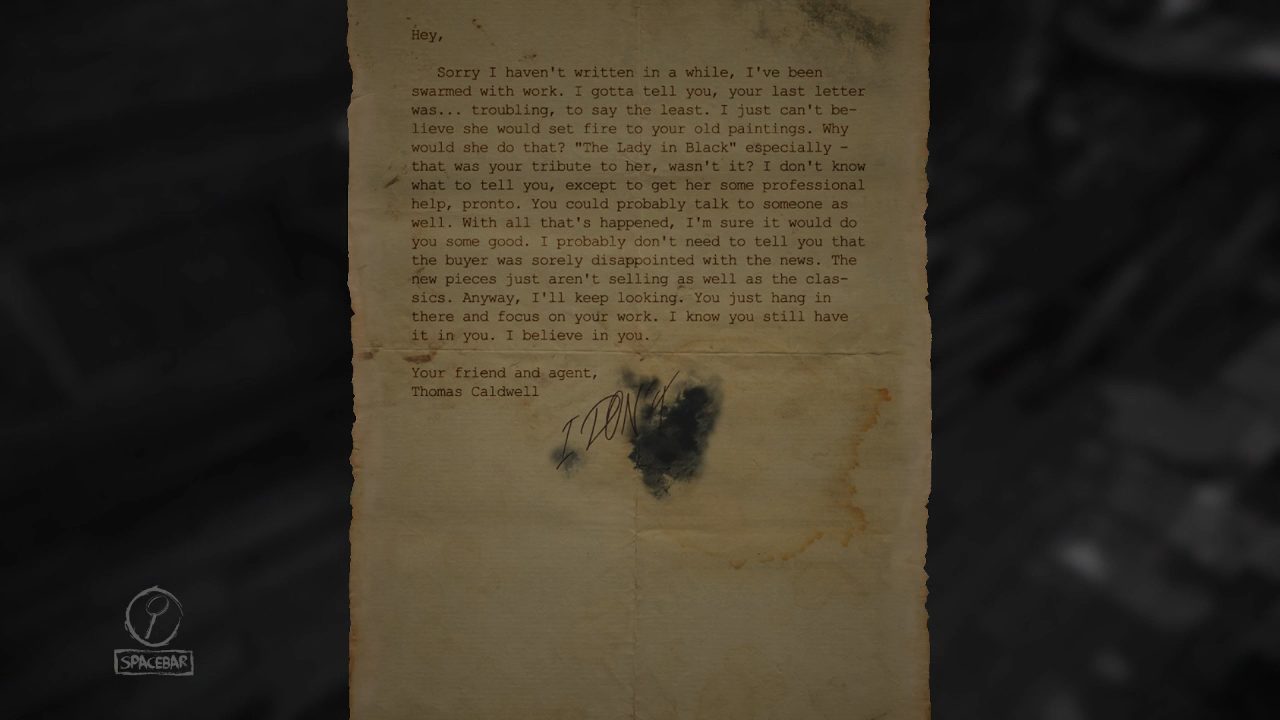 Hey,
Sorry I haven't written in a while, I've been
swarmed with work. I gotta tell you, your last letter
was... troubling, to say the least. I just can't be-
lieve she would set fire to your old paintings. Why
would she do that? "The Lady in Black" especially -
that was your tribute to her, wasn't it? I don't know
what to tell you, except to get her some professional
help, pronto. You could probably talk to someone as
well. With all that's happened, I'm sure it would do
you some good. I probably don't need to tell you that
the buyer was sorely disappointed with the news. The
new pieces just aren't selling as well as the clas-
sics. Anyway, I'll keep looking. You just hang in
there and focus on your work. I know you still have
it in you. I believe in you.
Your friend and agent,
Thomas Caldwell
I DON'T
SPACEBAR